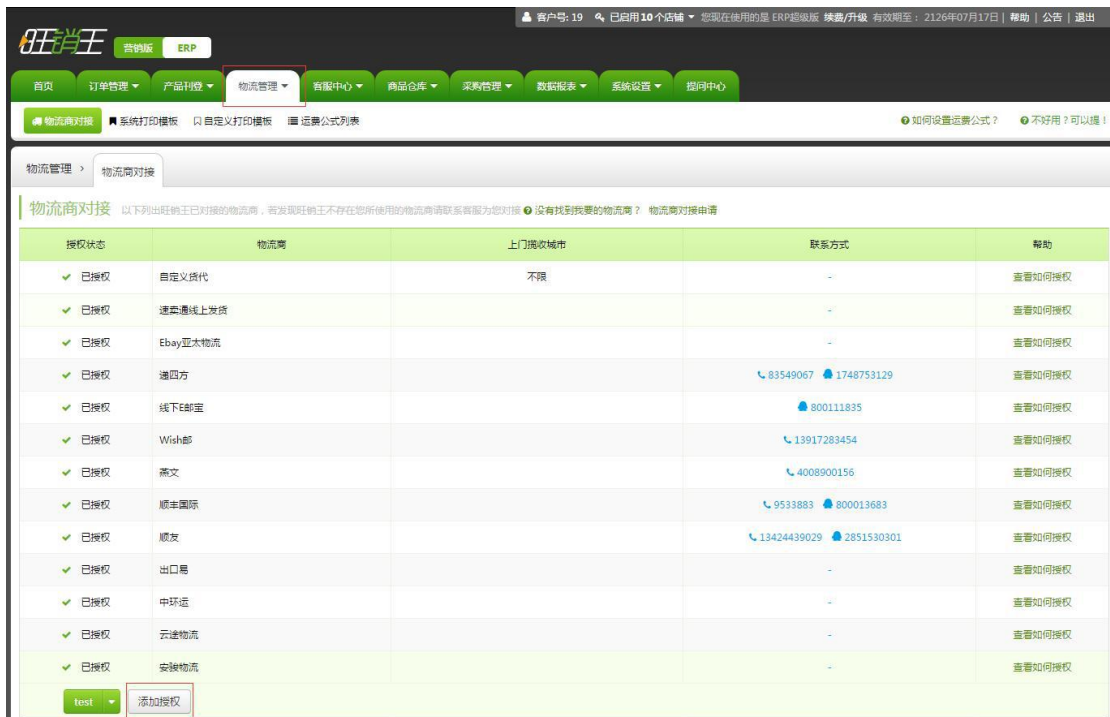 客户号: 19 已启用10个店铺 您现在使用的是 ERP超级版 续费/升级 有效期至： 2126年07月17日 | 帮助 | 公告 | 退出
旺销王 营销版 ERP
首页 订单管理 产品刊登 物流管理 客服中心 商品仓库 采购管理 数据报表 系统设置 提问中心
物流商对接 系统打印模板 自定义打印模板 运费公式列表 如何设置运费公式？ 不好用？可以提！
物流管理 > 物流商对接
物流商对接 以下列出旺销王已对接的物流商，若发现旺销王不存在您所使用的物流商请联系客服为您对接 没有找到我要的物流商？ 物流商对接申请
授权状态 物流商 上门揽收城市 联系方式 帮助
已授权 自定义货代 不限 - 查看如何授权
已授权 速卖通线上发货 - 查看如何授权
已授权 Ebay亚太物流 - 查看如何授权
已授权 递四方 83549067 1748753129 查看如何授权
已授权 线下E邮宝 800111835 查看如何授权
已授权 Wish邮 13917283454 查看如何授权
已授权 燕文 4008900156 查看如何授权
已授权 顺丰国际 9533883 800013683 查看如何授权
已授权 顺友 13424439029 2851530301 查看如何授权
已授权 出口易 - 查看如何授权
已授权 中环运 - 查看如何授权
已授权 云途物流 - 查看如何授权
已授权 安骏物流 - 查看如何授权
test 添加授权